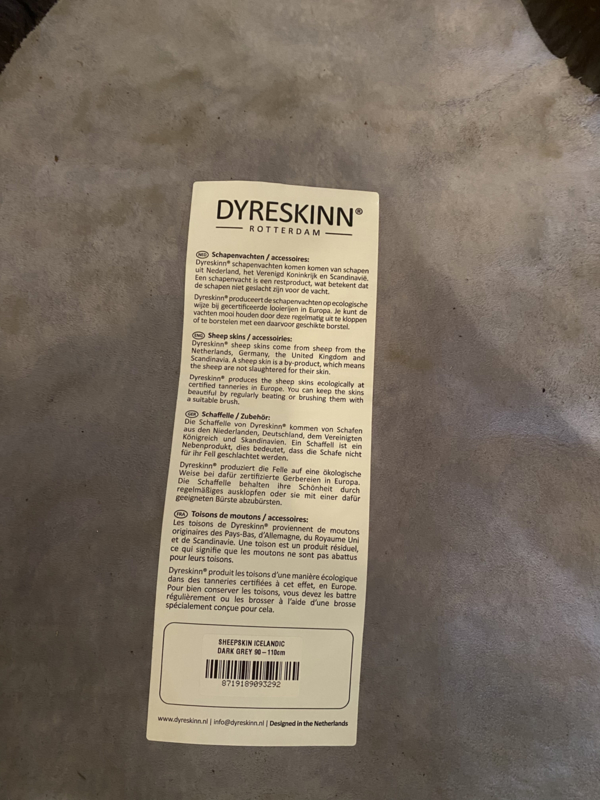 DYRESKINN®
ROTTERDAM
NED Schapenvachten / accessoires:
Dyreskinn® schapenvachten komen komen van schapen
uit Nederland, het Verenigd Koninkrijk en Scandinavië.
Een schapenvacht is een restproduct, wat betekent dat
de schapen niet geslacht zijn voor de vacht.
Dyreskinn® produceert de schapenvachten op ecologische
wijze bij gecertificeerde looierijen in Europa. Je kunt de
vachten mooi houden door deze regelmatig uit te kloppen
of te borstelen met een daarvoor geschikte borstel.
ENG Sheep skins / accessoiries:
Dyreskinn® sheep skins come from sheep from the
Netherlands, Germany, the United Kingdom and
Scandinavia. A sheep skin is a by-product, which means
the sheep are not slaughtered for their skin.
Dyreskinn® produces the sheep skins ecologically at
certified tanneries in Europe. You can keep the skins
beautiful by regularly beating or brushing them with
a suitable brush.
GER Schaffelle / Zubehör:
Die Schaffelle von Dyreskinn® kommen von Schafen
aus den Niederlanden, Deutschland, dem Vereinigten
Königreich und Skandinavien. Ein Schaffell ist ein
Nebenprodukt, dies bedeutet, dass die Schafe nicht
für ihr Fell geschlachtet werden.
Dyreskinn® produziert die Felle auf eine ökologische
Weise bei dafür zertifizierte Gerbereien in Europa.
Die Schaffelle behalten ihre Schönheit durch
regelmäßiges ausklopfen oder sie mit einer dafür
geeigneten Bürste abzubürsten.
FRA Toisons de moutons / accessoires:
Les toisons de Dyreskinn® proviennent de moutons
originaires des Pays-Bas, d'Allemagne, du Royaume Uni
et de Scandinavie. Une toison est un produit résiduel,
ce qui signifie que les moutons ne sont pas abattus
pour leurs toisons.
Dyreskinn® produit les toisons d'une manière écologique
dans des tanneries certifiées à cet effet, en Europe.
Pour bien conserver les toisons, vous devez les battre
régulièrement ou les brosser à l'aide d'une brosse
spécialement conçue pour cela.
SHEEPSKIN ICELANDIC
DARK GREY 90-110cm
8719189093292
www.dyreskinn.nl | info@dyreskinn.nl | Designed in the Netherlands